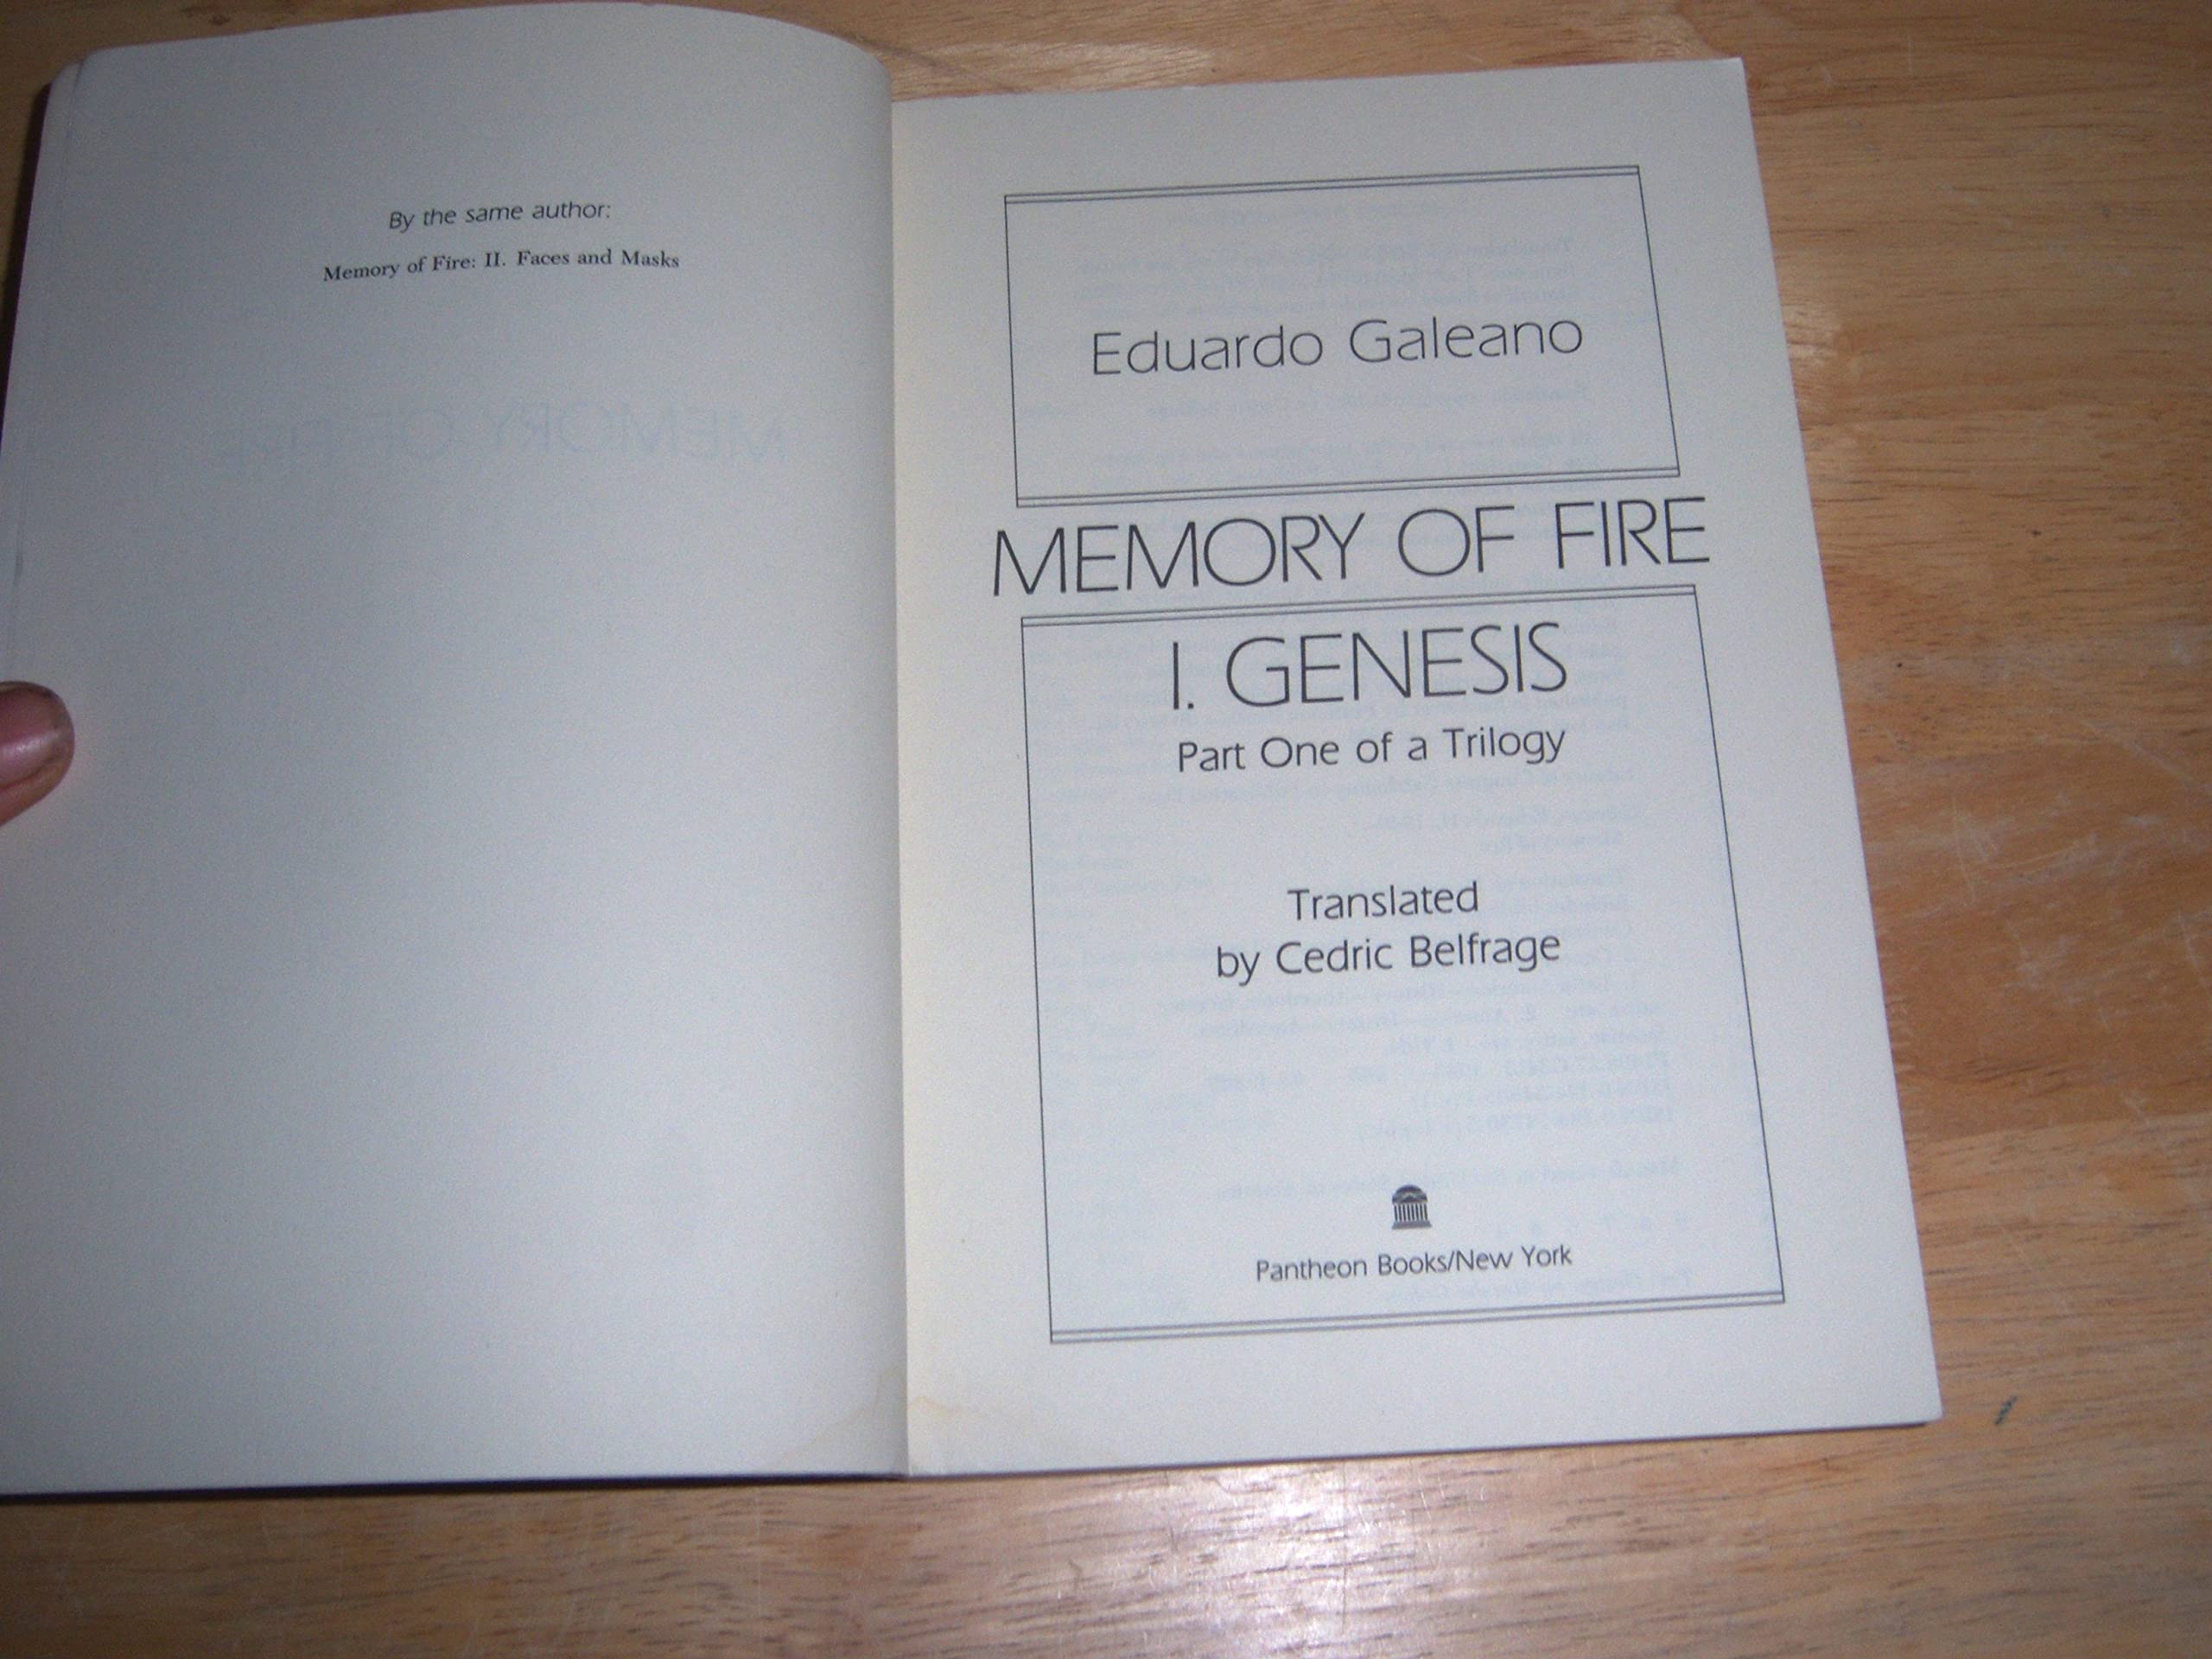 By the same author:
Memory of Fire: II. Faces and Masks
Eduardo Galeano
MEMORY OF FIRE
I. GENESIS
Part One of a Trilogy
Translated
by Cedric Belfrage
Pantheon Books/New York